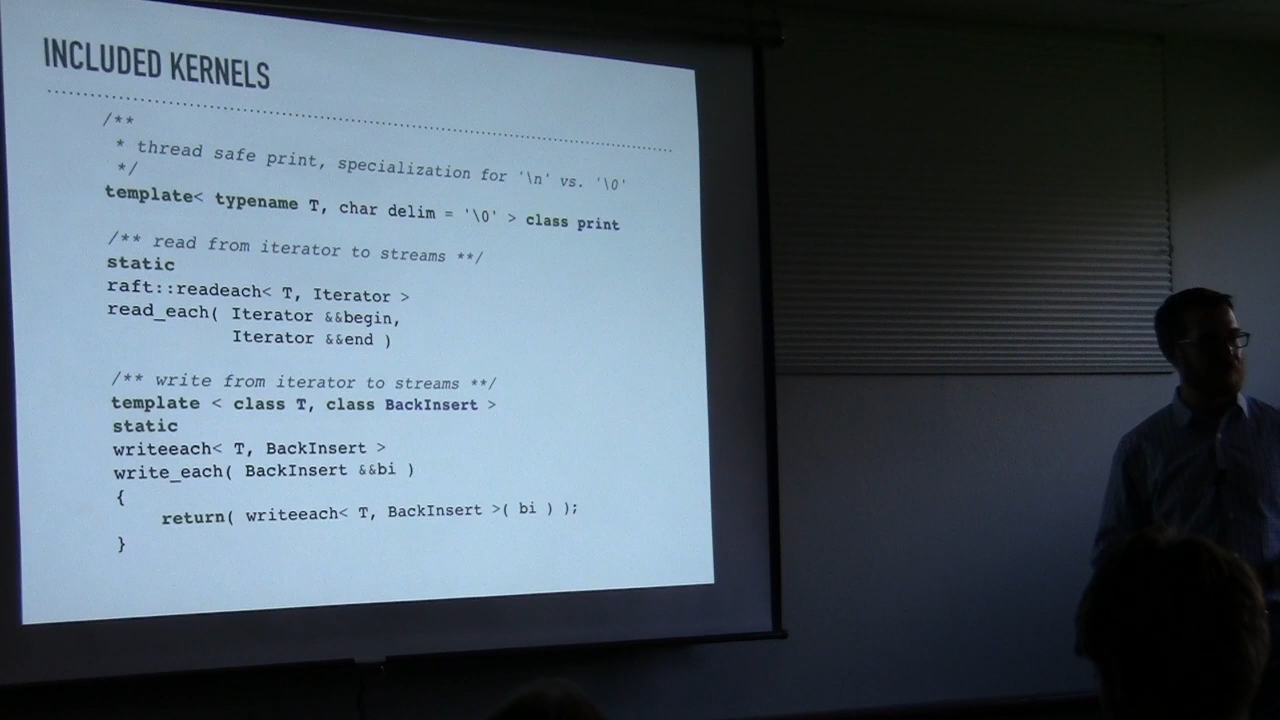 INCLUDED KERNELS
/**
* thread safe print, specialization for '\n' vs. '\0'
*/
template< typename T, char delim = '\0' > class print
/** read from iterator to streams **/
static
raft::readeach< T, Iterator >
read_each( Iterator &&begin,
Iterator &&end )
/** write from iterator to streams **/
template < class T, class BackInsert >
static
writeeach< T, BackInsert >
write_each( BackInsert &&bi )
{
return( writeeach< T, BackInsert >( bi ) );
}